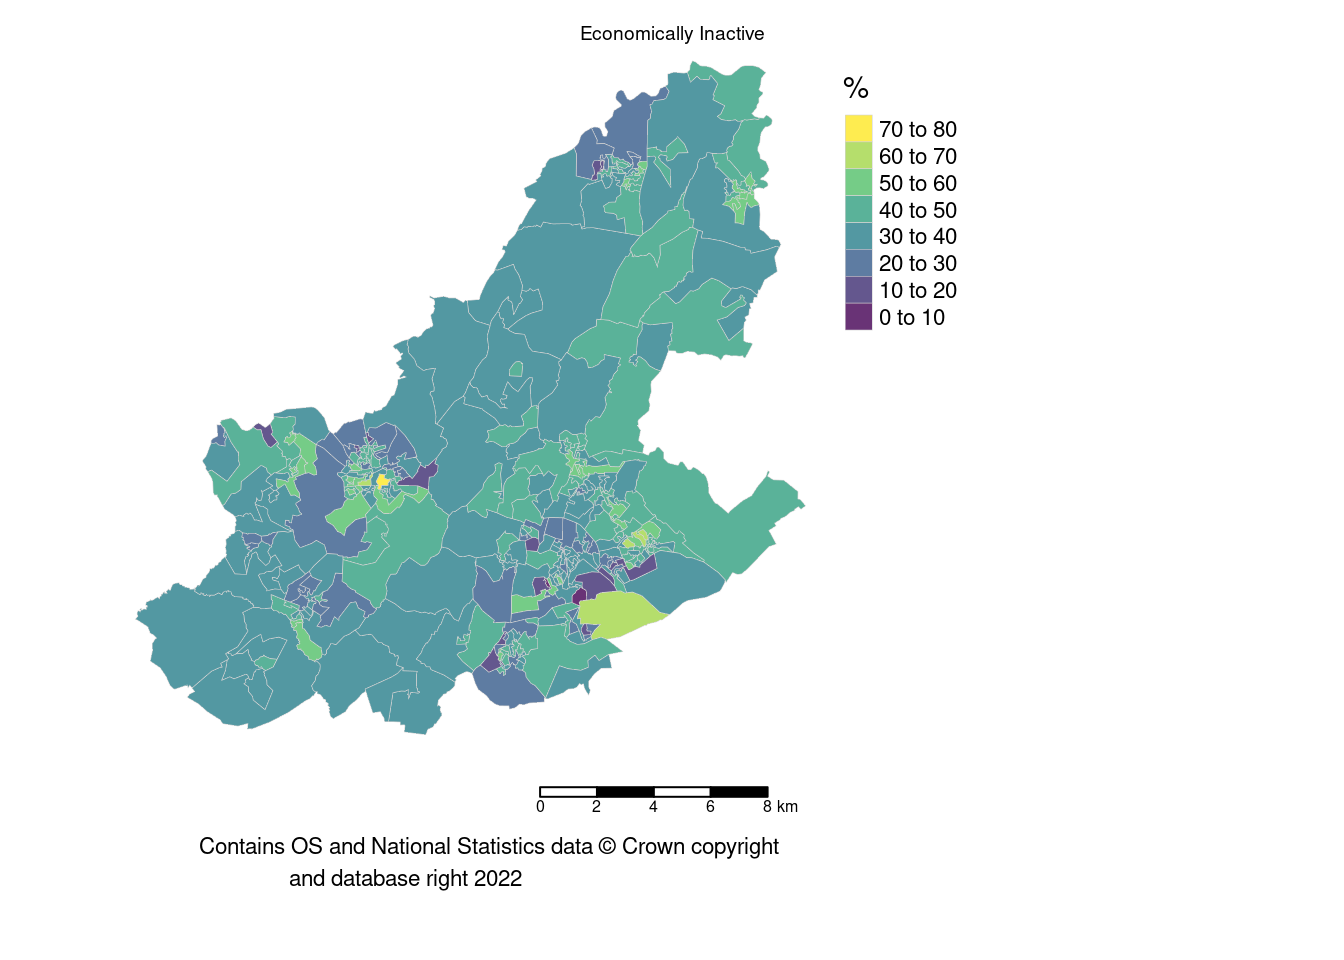 Economically Inactive
%
70 to 80
60 to 70
50 to 60
40 to 50
30 to 40
20 to 30
10 to 20
0 to 10
0 2 4 6 8 km
Contains OS and National Statistics data © Crown copyright
and database right 2022